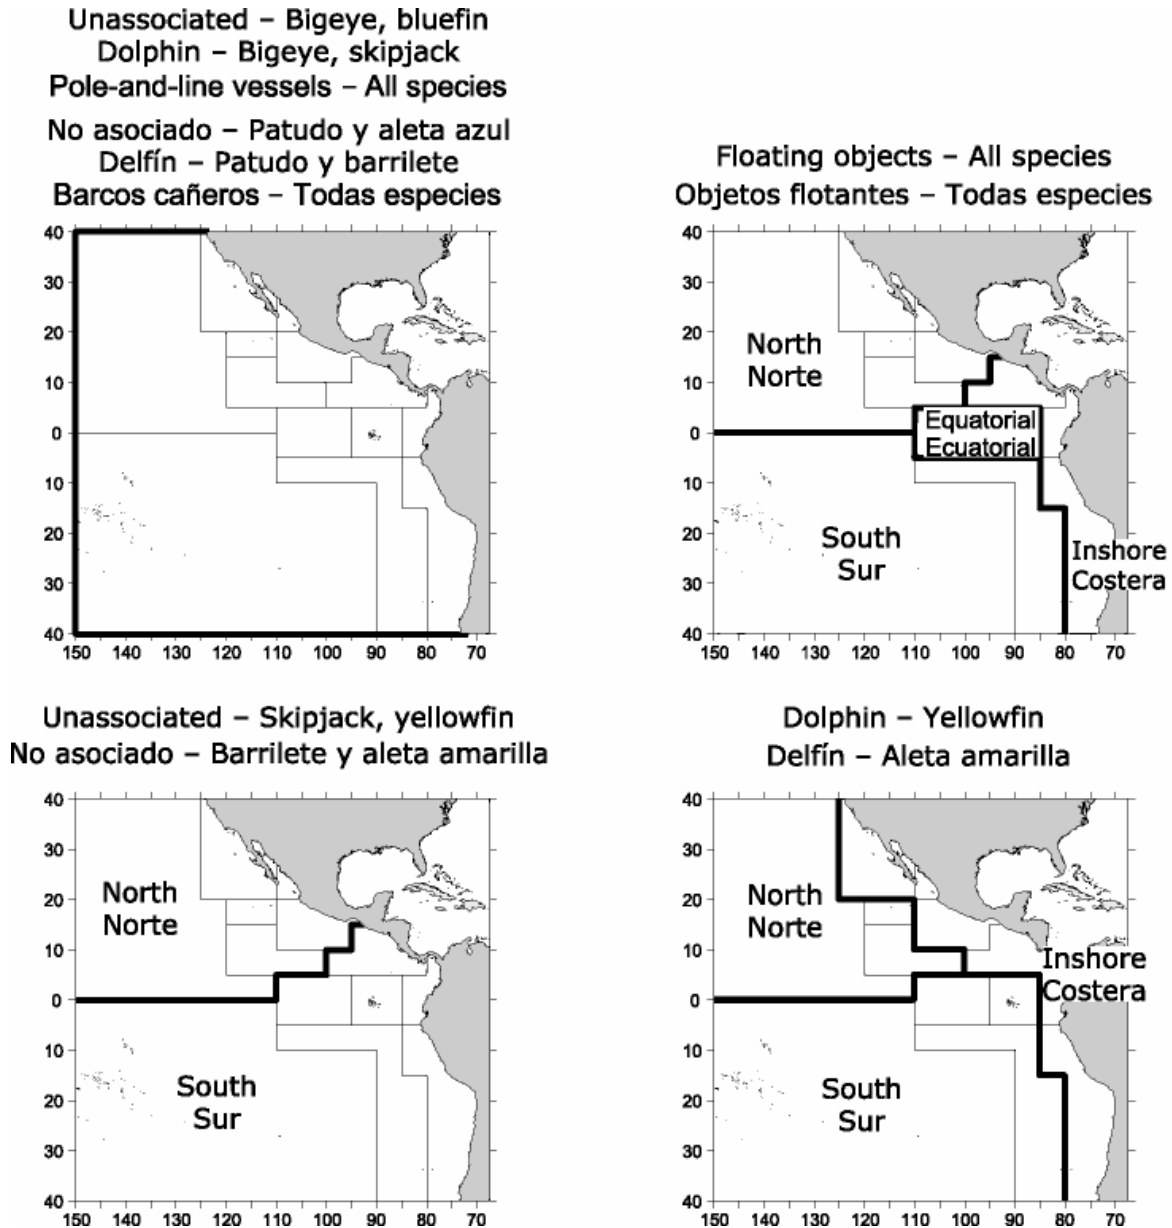 Unassociated – Bigeye, bluefin
Dolphin – Bigeye, skipjack
Pole-and-line vessels – All species
No asociado – Patudo y aleta azul
Delfín – Patudo y barrilete
Barcos cañeros – Todas especies
40
30
20
10
0
10
20
30
40
150 140 130 120 110 100 90 80 70
Floating objects – All species
Objetos flotantes – Todas especies
40
30
20
10
0
10
20
30
40
North
Norte
Equatorial
Ecuatorial
South
Sur
Inshore
Costera
150 140 130 120 110 100 90 80 70
Unassociated – Skipjack, yellowfin
No asociado – Barrilete y aleta amarilla
40
30
20
10
0
10
20
30
40
North
Norte
South
Sur
150 140 130 120 110 100 90 80 70
Dolphin – Yellowfin
Delfín – Aleta amarilla
40
30
20
10
0
10
20
30
40
North
Norte
Inshore
Costera
South
Sur
150 140 130 120 110 100 90 80 70